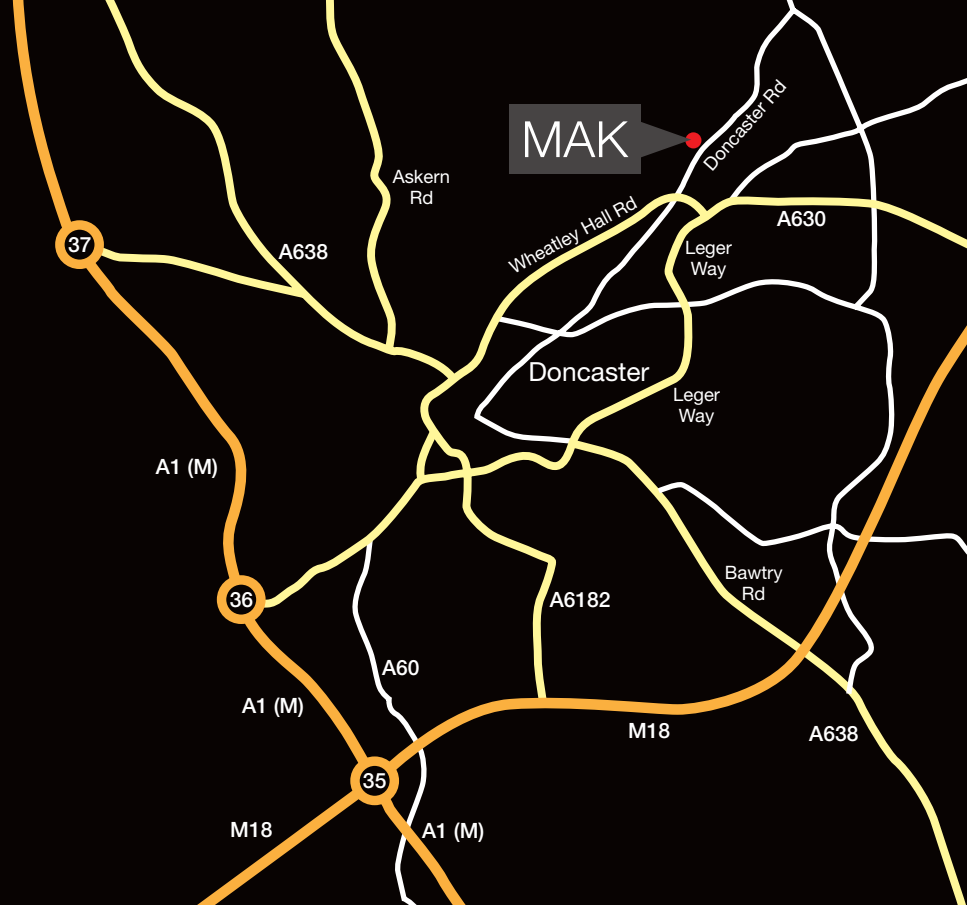 Doncaster Rd
MAK
Askern
Rd
Wheatley Hall Rd
A630
37
A638
Leger
Way
Doncaster
Leger
Way
A1 (M)
Bawtry
Rd
36
A6182
A60
A1 (M)
M18
A638
35
M18
A1 (M)